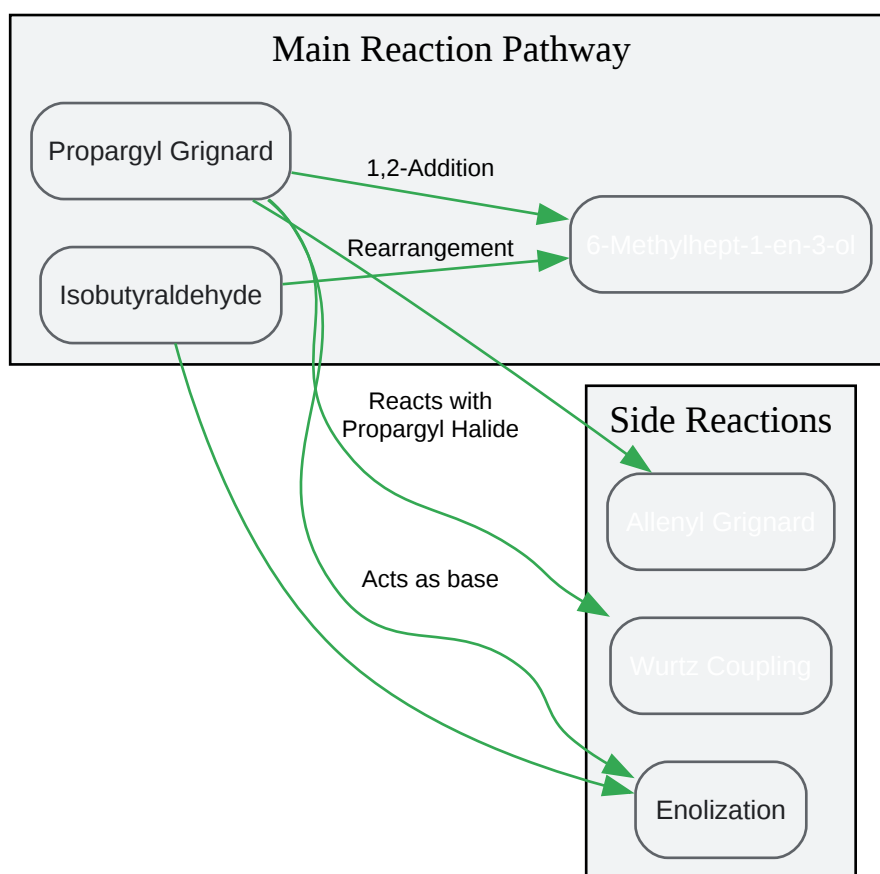 Main Reaction Pathway
Propargyl Grignard
1,2-Addition
6-Methylhept-1-en-3-ol
Rearrangement
Isobutyraldehyde
Reacts with
Propargyl Halide
Side Reactions
Allenyl Grignard
Acts as base
Wurtz Coupling
Enolization